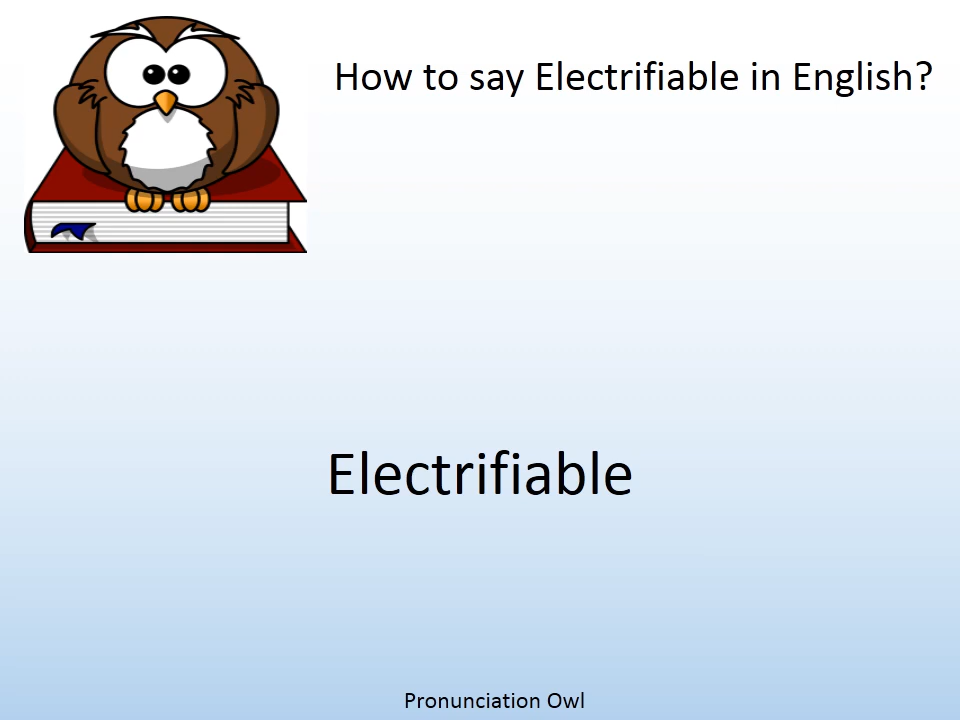 How to say Electrifiable in English?
Electrifiable
Pronunciation Owl